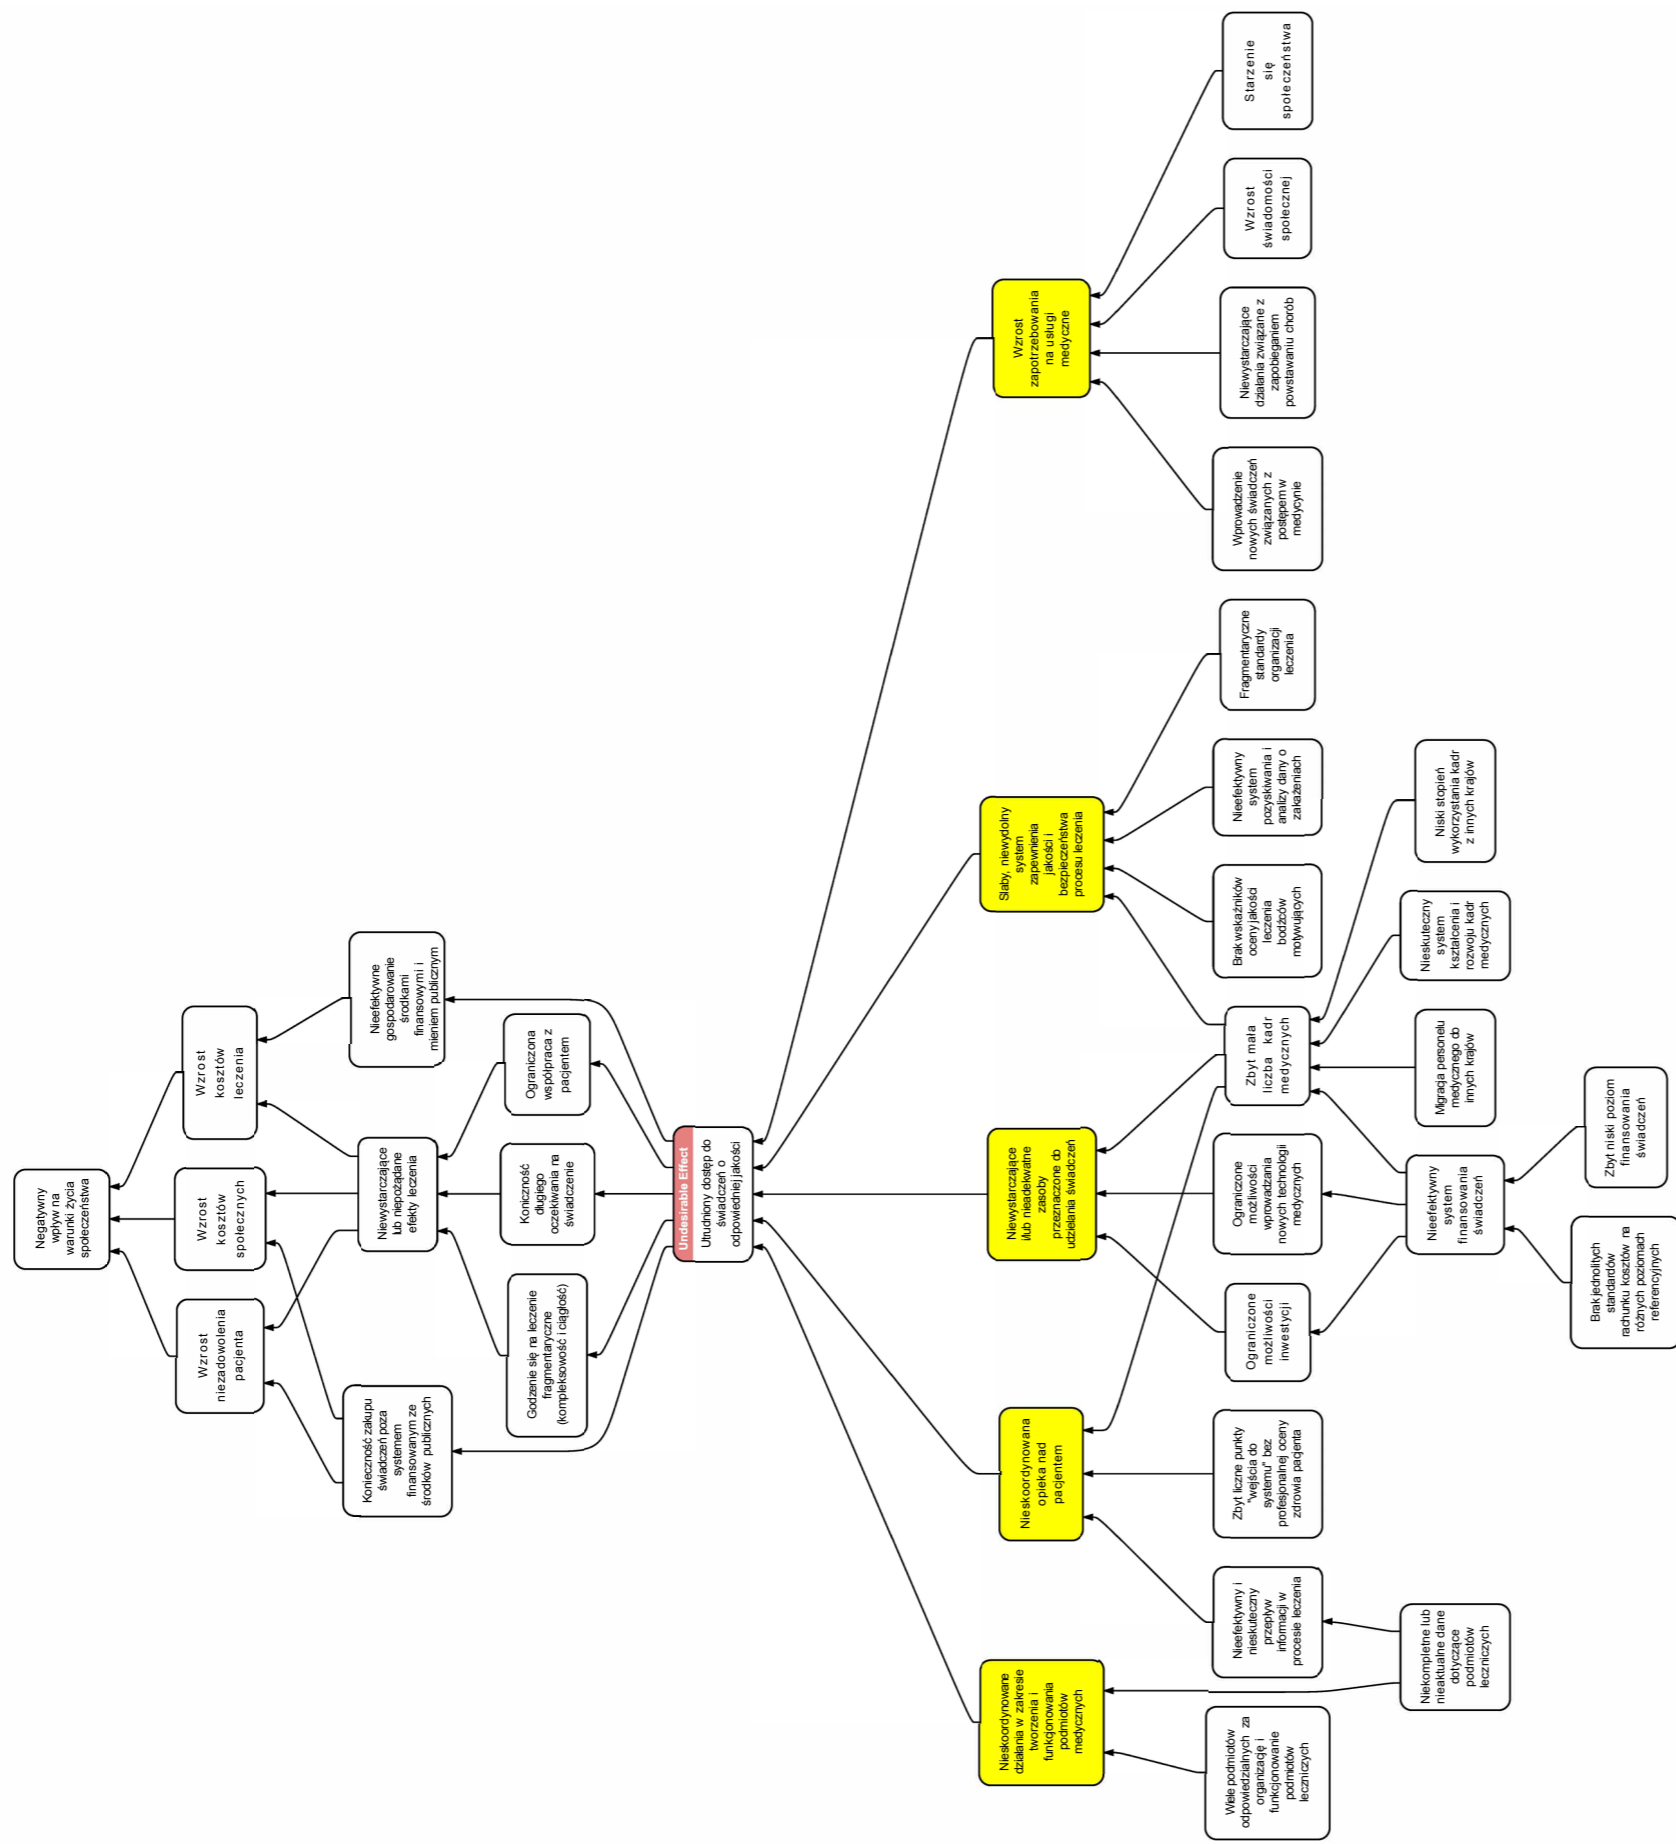 Negatywny
wpływ na
warunki życia
społeczeństwa
Wzrost
niezadowolenia
pacjenta
Wzrost
kosztów
społecznych
Wzrost
kosztów
leczenia
Konieczność zakupu
świadczeń poza
systemem
finansowanym ze
środków publicznych
Niewystarczające
lub niepożądane
efekty leczenia
Nieefektywne
gospodarowanie
środkami
finansowymi i
mieniem publicznym
Godzenie się na leczenie
fragmentaryczne
(kompleksowość i ciągłość)
Koniczność
długiego
oczekiwania na
świadczenie
Ograniczona
współpraca z
pacjentem
Undesirable Effect
Utrudniony dostęp do
świadczeń o
odpowiedniej jakości
Nieskoordynowane
działania w zakresie
tworzenia i
funkcjonowania
podmiotów
medycznych
Nieskoordynowana
opieka nad
pacjentem
Niewystarczające
i/lub nieadekwatne
zasoby
przeznaczone do
udzielania świadczeń
Słaby, niewydolny
system
zapewnienia
jakości i
bezpieczeństwa
procesu leczenia
Wzrost
zapotrzebowania
na usługi
medyczne
Wiele podmiotów
odpowiedzialnych za
organizację i
funkcjonowanie
podmiotów
leczniczych
Nieefektywny i
nieskuteczny
przepływ
informacji w
procesie leczenia
Zbyt liczne punkty
"wejścia do
systemu" bez
profesjonalnej oceny
zdrowia pacjenta
Ograniczone
możliwości
inwestycji
Ograniczone
możliwości
wprowadzania
nowych technologii
medycznych
Zbyt mała
liczba kadr
medycznych
Brak wskaźników
oceny jakości
leczenia
bodźców
motywujących
Nieefektywny
system
pozyskiwania i
analizy dany o
zakażeniach
Fragmentaryczne
standardy
organizacji
leczenia
Wprowadzenie
nowych świadczeń
związanych z
postępem w
medycynie
Niewystarczające
działania związane z
zapobieganiem
powstawaniu chorób
Wzrost
świadomości
społecznej
Starzenie
się
społeczeństwa
Niekompletne lub
nieaktualne dane
dotyczące
podmiotów
leczniczych
Nieefektywny
system
finansowania
świadczeń
Migracja personelu
medycznego do
innych krajów
Nieskuteczny
system
kształcenia i
rozwoju kadr
medycznych
Niski stopień
wykorzystania kadr
z innych krajów
Brak jednolitych
standardów
rachunku kosztów na
różnych poziomach
referencyjnych
Zbyt niski poziom
finansowania
świadczeń